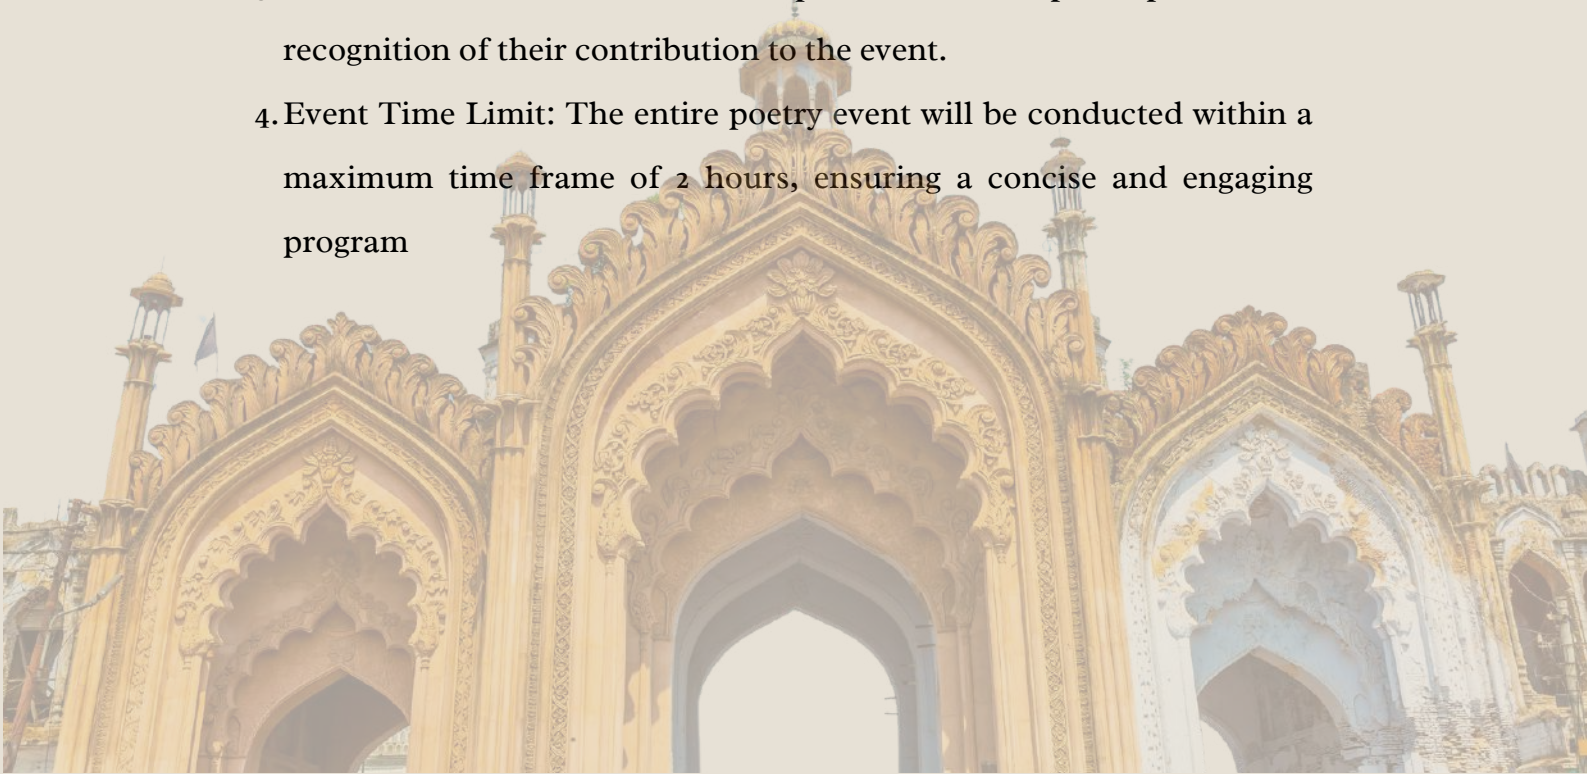 recognition of their contribution to the event.
4. Event Time Limit: The entire poetry event will be conducted within a
maximum time frame of 2 hours, ensuring a concise and engaging
program